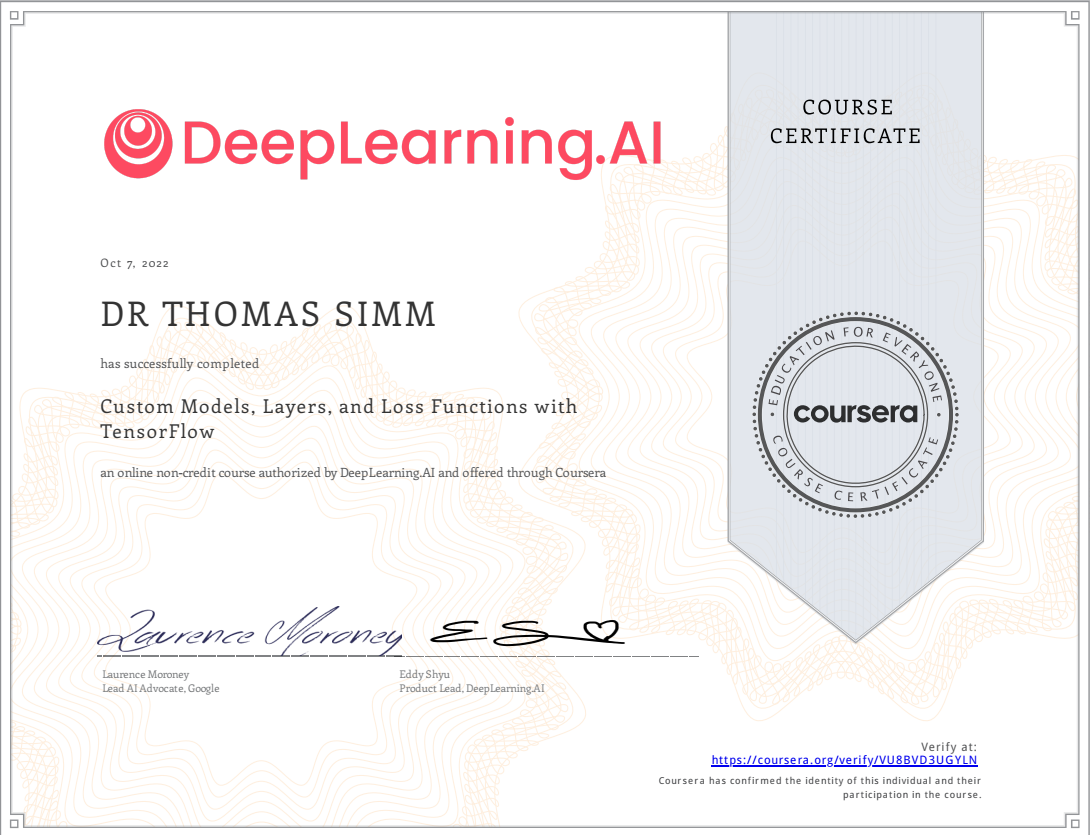 DeepLearning.AI
COURSE
CERTIFICATE
Oct 7, 2022
DR THOMAS SIMM
has successfully completed
Custom Models, Layers, and Loss Functions with
TensorFlow
an online non-credit course authorized by DeepLearning.AI and offered through Coursera
EDUCATION FOR EVERYONE
coursera
COURSE CERTIFICATE
Laurence Moroney
Laurence Moroney
Lead AI Advocate, Google
E S
Eddy Shyu
Product Lead, DeepLearning.AI
Verify at:
https://coursera.org/verify/VU8BVD3UGYLN
Coursera has confirmed the identity of this individual and their
participation in the course.